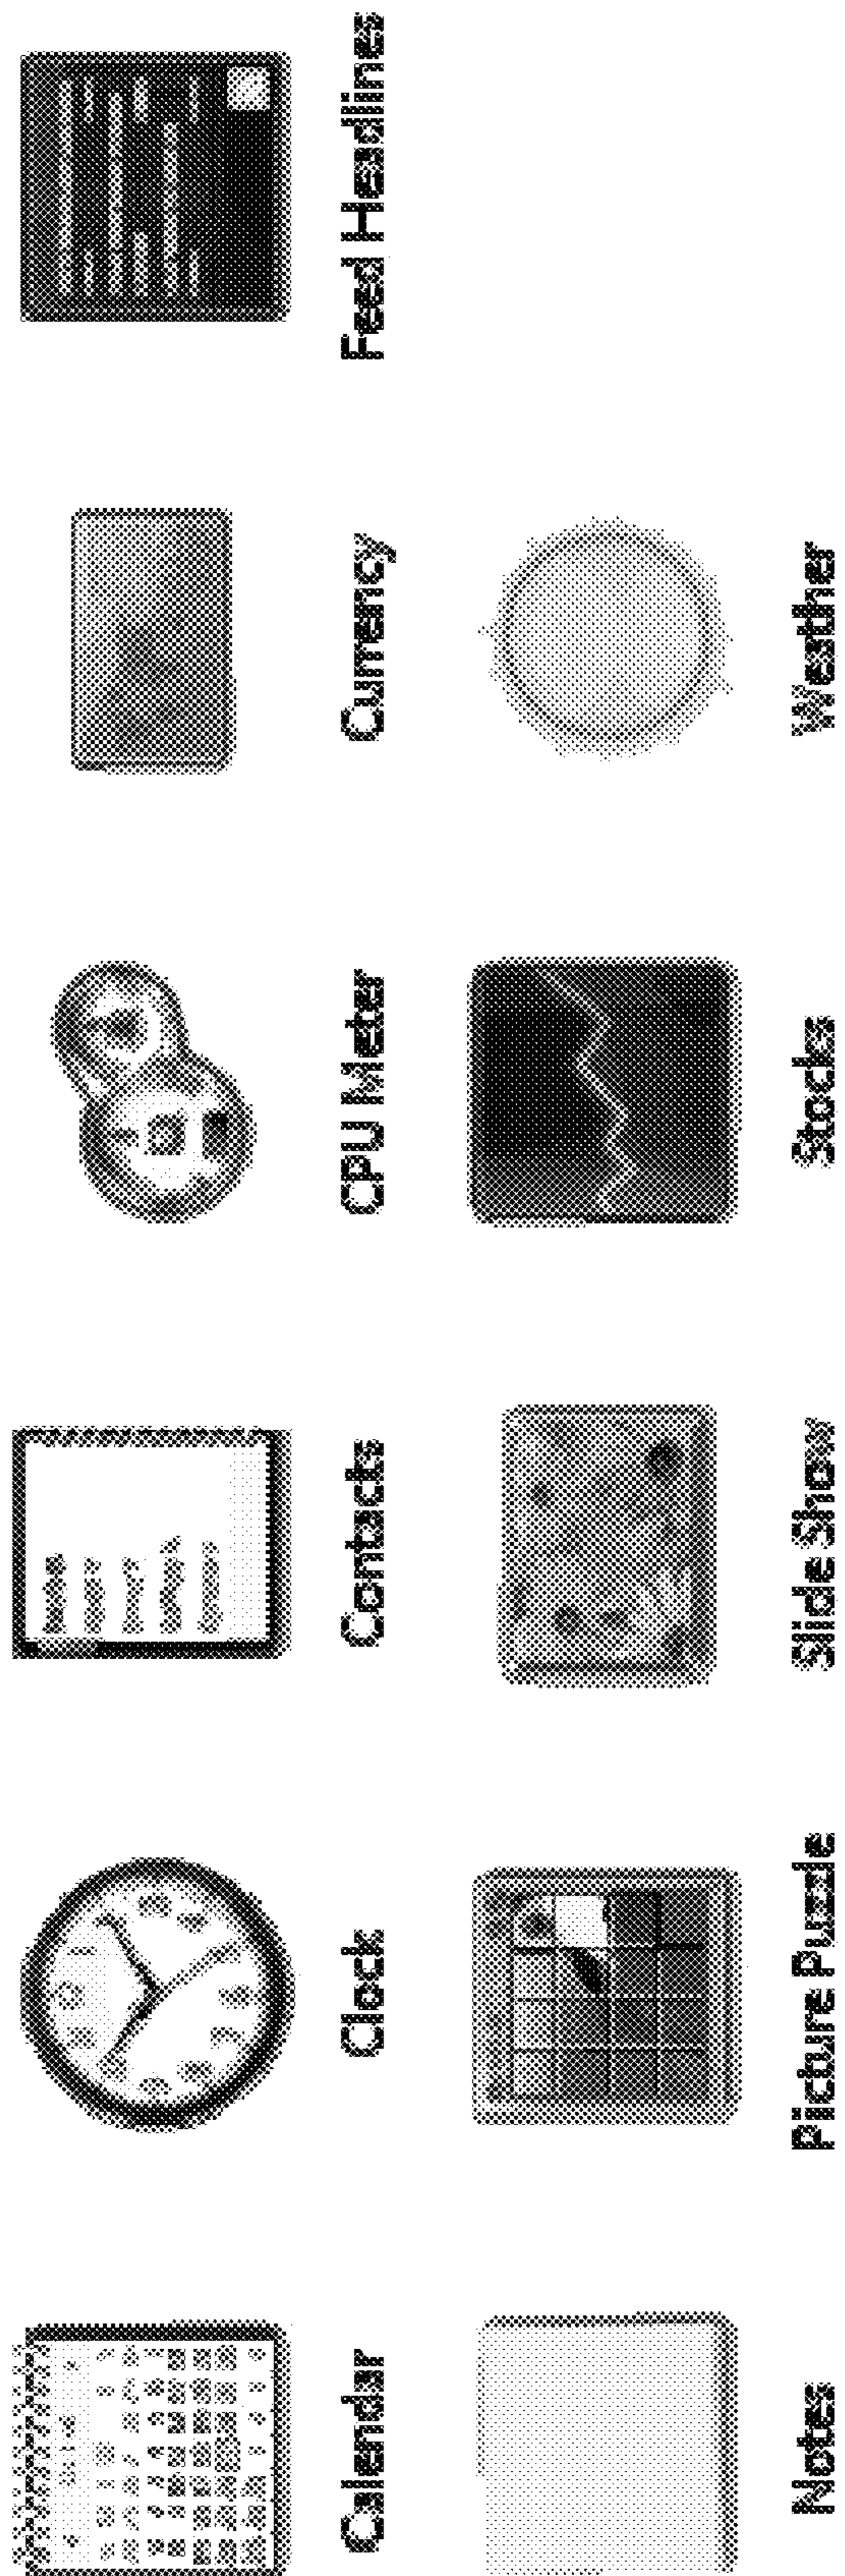 Calendar
Clock
Contacts
CPU Meter
Currency
Feed Headlines
Notes
Picture Puzzle
Slide Show
Stocks
Weather